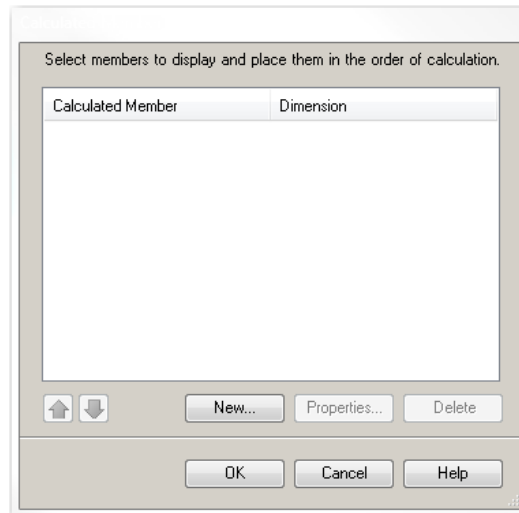 Select members to display and place them in the order of calculation.
Calculated Member Dimension
New... Properties... Delete
OK Cancel Help